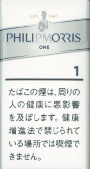 PHILIP MORRIS
ONE
1
たばこの煙は、周りの
人の健康に悪影響
を及ぼします。健康
増進法で禁じられて
いる場所では喫煙で
きません。